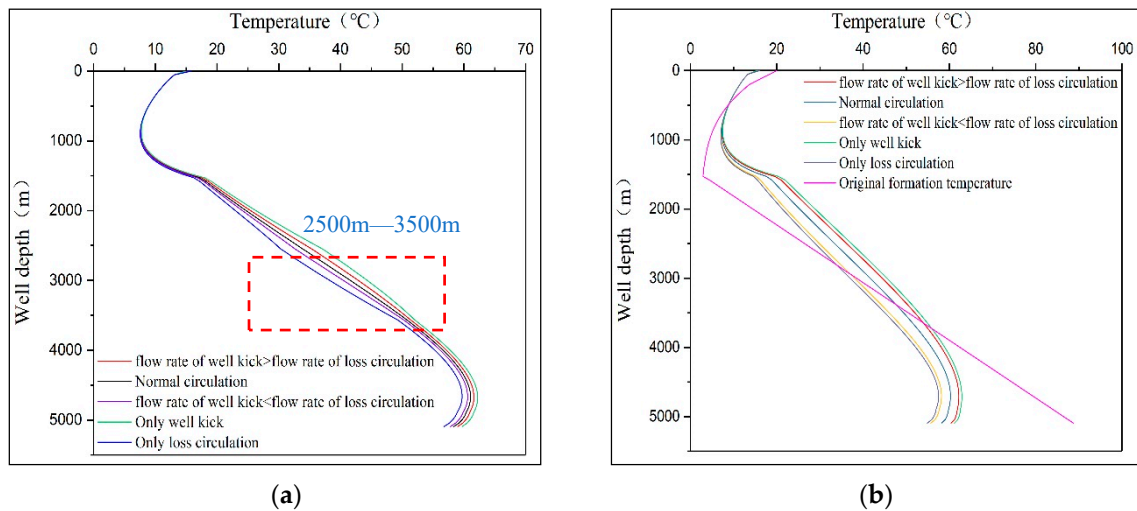 Temperature（℃）
0 10 20 30 40 50 60 70
0
1000
2000
3000
4000
5000
Well depth（m）
2500m—3500m
flow rate of well kick>flow rate of loss circulation
Normal circulation
flow rate of well kick<flow rate of loss circulation
Only well kick
Only loss circulation
(a)
Temperature（℃）
0 20 40 60 80 100
0
1000
2000
3000
4000
5000
Well depth（m）
flow rate of well kick>flow rate of loss circulation
Normal circulation
flow rate of well kick<flow rate of loss circulation
Only well kick
Only loss circulation
Original formation temperature
(b)